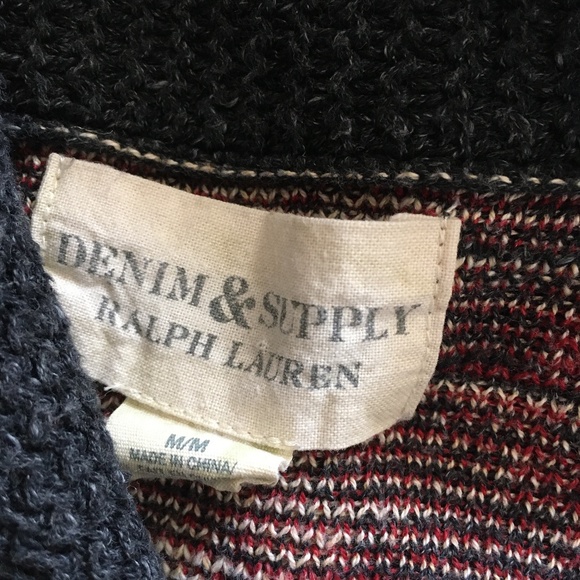 DENIM & SUPPLY
RALPH LAUREN
M/M
MADE IN CHINA/